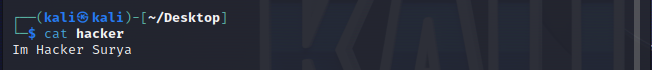 ┌──(kali㉿kali)-[~/Desktop]
└─$ cat hacker
Im Hacker Surya